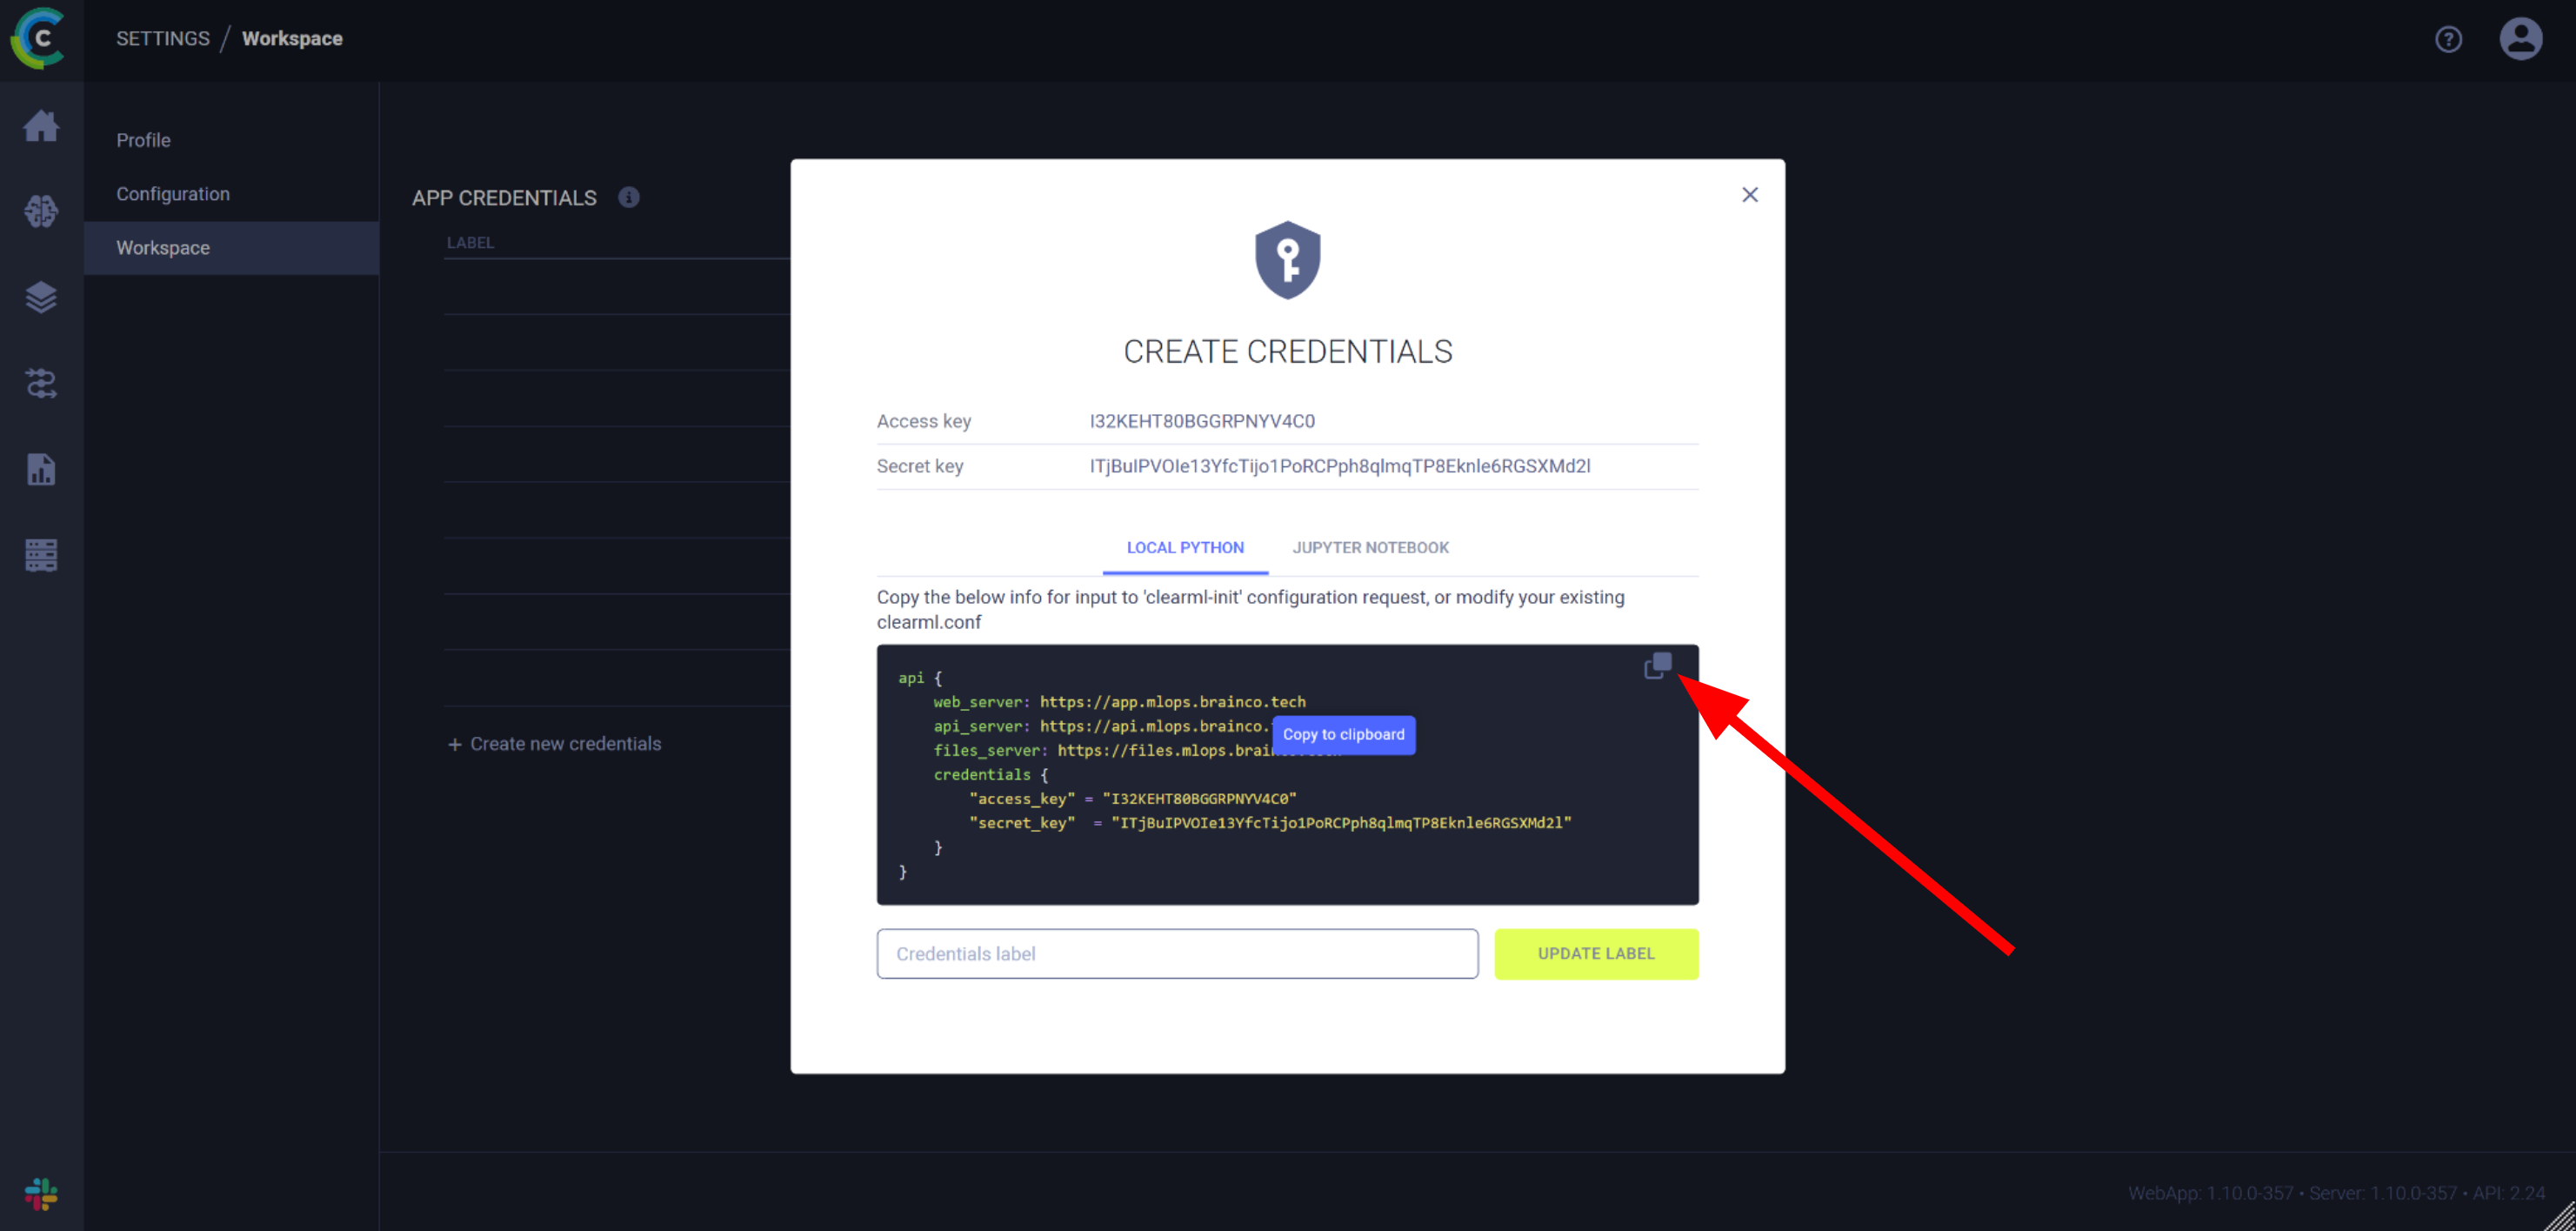 SETTINGS / Workspace
Profile
Configuration
Workspace
APP CREDENTIALS
LABEL
+ Create new credentials
CREATE CREDENTIALS
Access key I32KEHT80BGGRPNYV4C0
Secret key ITjBuIPVOIe13YfcTijo1PoRCPph8qlmqTP8Eknle6RGSXMd2l
LOCAL PYTHON JUPYTER NOTEBOOK
Copy the below info for input to 'clearml-init' configuration request, or modify your existing
clearml.conf
api {
web_server: https://app.mlops.brainco.tech
api_server: https://api.mlops.brainco.
Copy to clipboard
files_server: https://files.mlops.brain
credentials {
"access_key" = "I32KEHT80BGGRPNYV4C0"
"secret_key" = "ITjBuIPVOIe13YfcTijo1PoRCPph8qlmqTP8Eknle6RGSXMd2l"
}
}
Credentials label
UPDATE LABEL
WebApp: 1.10.0-357 • Server: 1.10.0-357 • API: 2.24